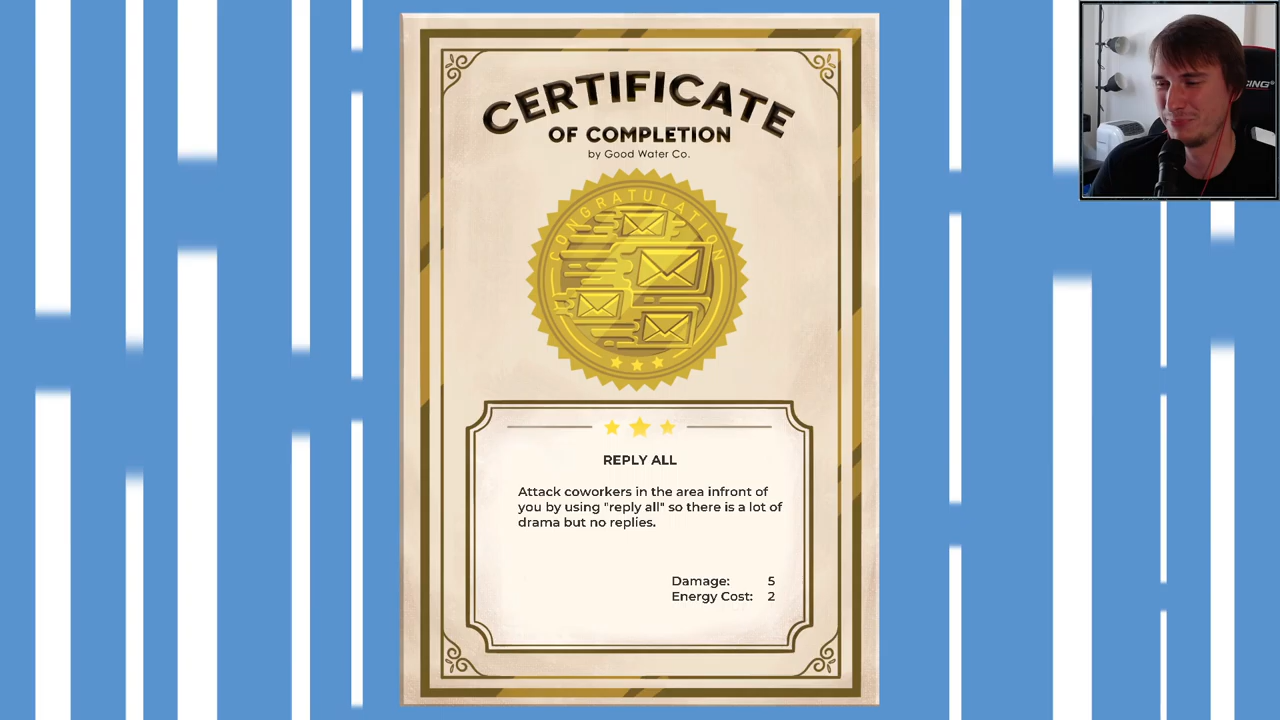 CERTIFICATE
OF COMPLETION
by Good Water Co.
CONGRATULATION
REPLY ALL
Attack coworkers in the area infront of
you by using "reply all" so there is a lot of
drama but no replies.
Damage: 5
Energy Cost: 2
CING